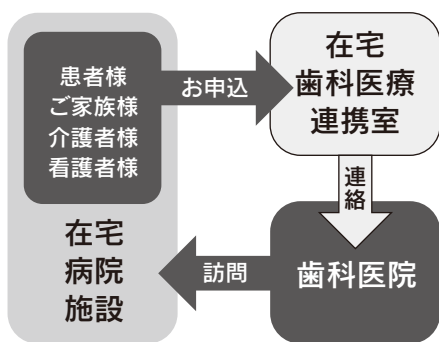 患者様
ご家族様
介護者様
看護者様
お申込
在宅
歯科医療
連携室
連絡
歯科医院
訪問
在宅
病院
施設